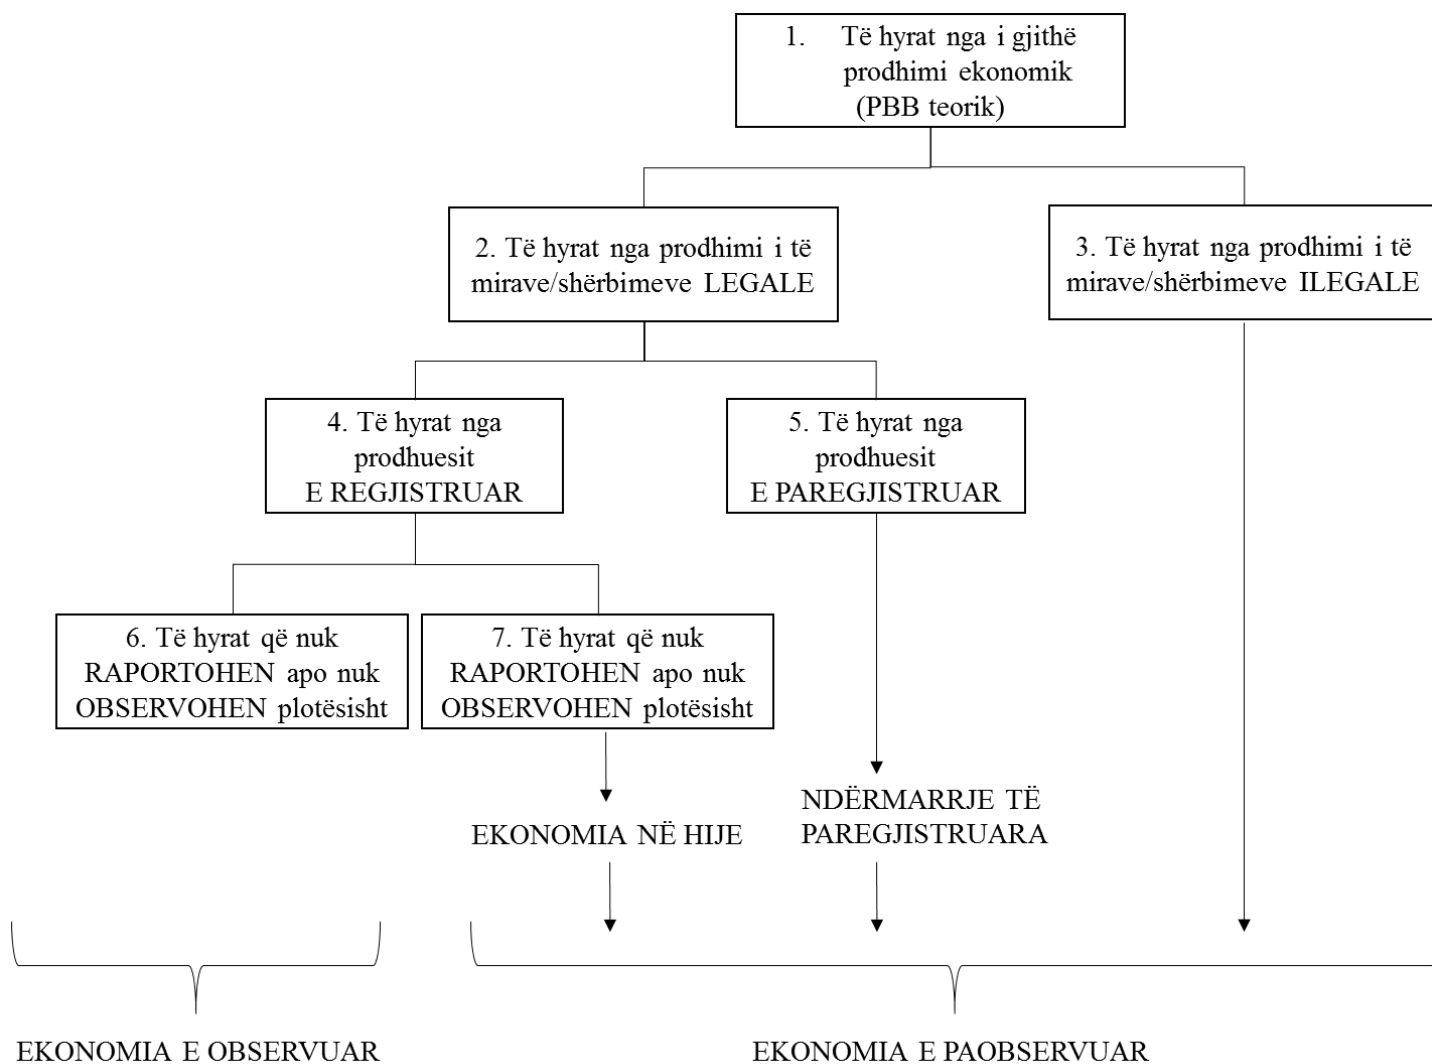 1. Të hyrat nga i gjithë
prodhimi ekonomik
(PBB teorik)
2. Të hyrat nga prodhimi i të
mirave/shërbimeve LEGALE
3. Të hyrat nga prodhimi i të
mirave/shërbimeve ILEGALE
4. Të hyrat nga
prodhuesit
E REGJISTRUAR
5. Të hyrat nga
prodhuesit
E PAREGJISTRUAR
6. Të hyrat që nuk
RAPORTOHEN apo nuk
OBSERVOHEN plotësisht
7. Të hyrat që nuk
RAPORTOHEN apo nuk
OBSERVOHEN plotësisht
EKONOMIA NË HIJE
NDËRMARRJE TË
PAREGJISTRUARA
EKONOMIA E OBSERVUAR
EKONOMIA E PAOBSERVUAR